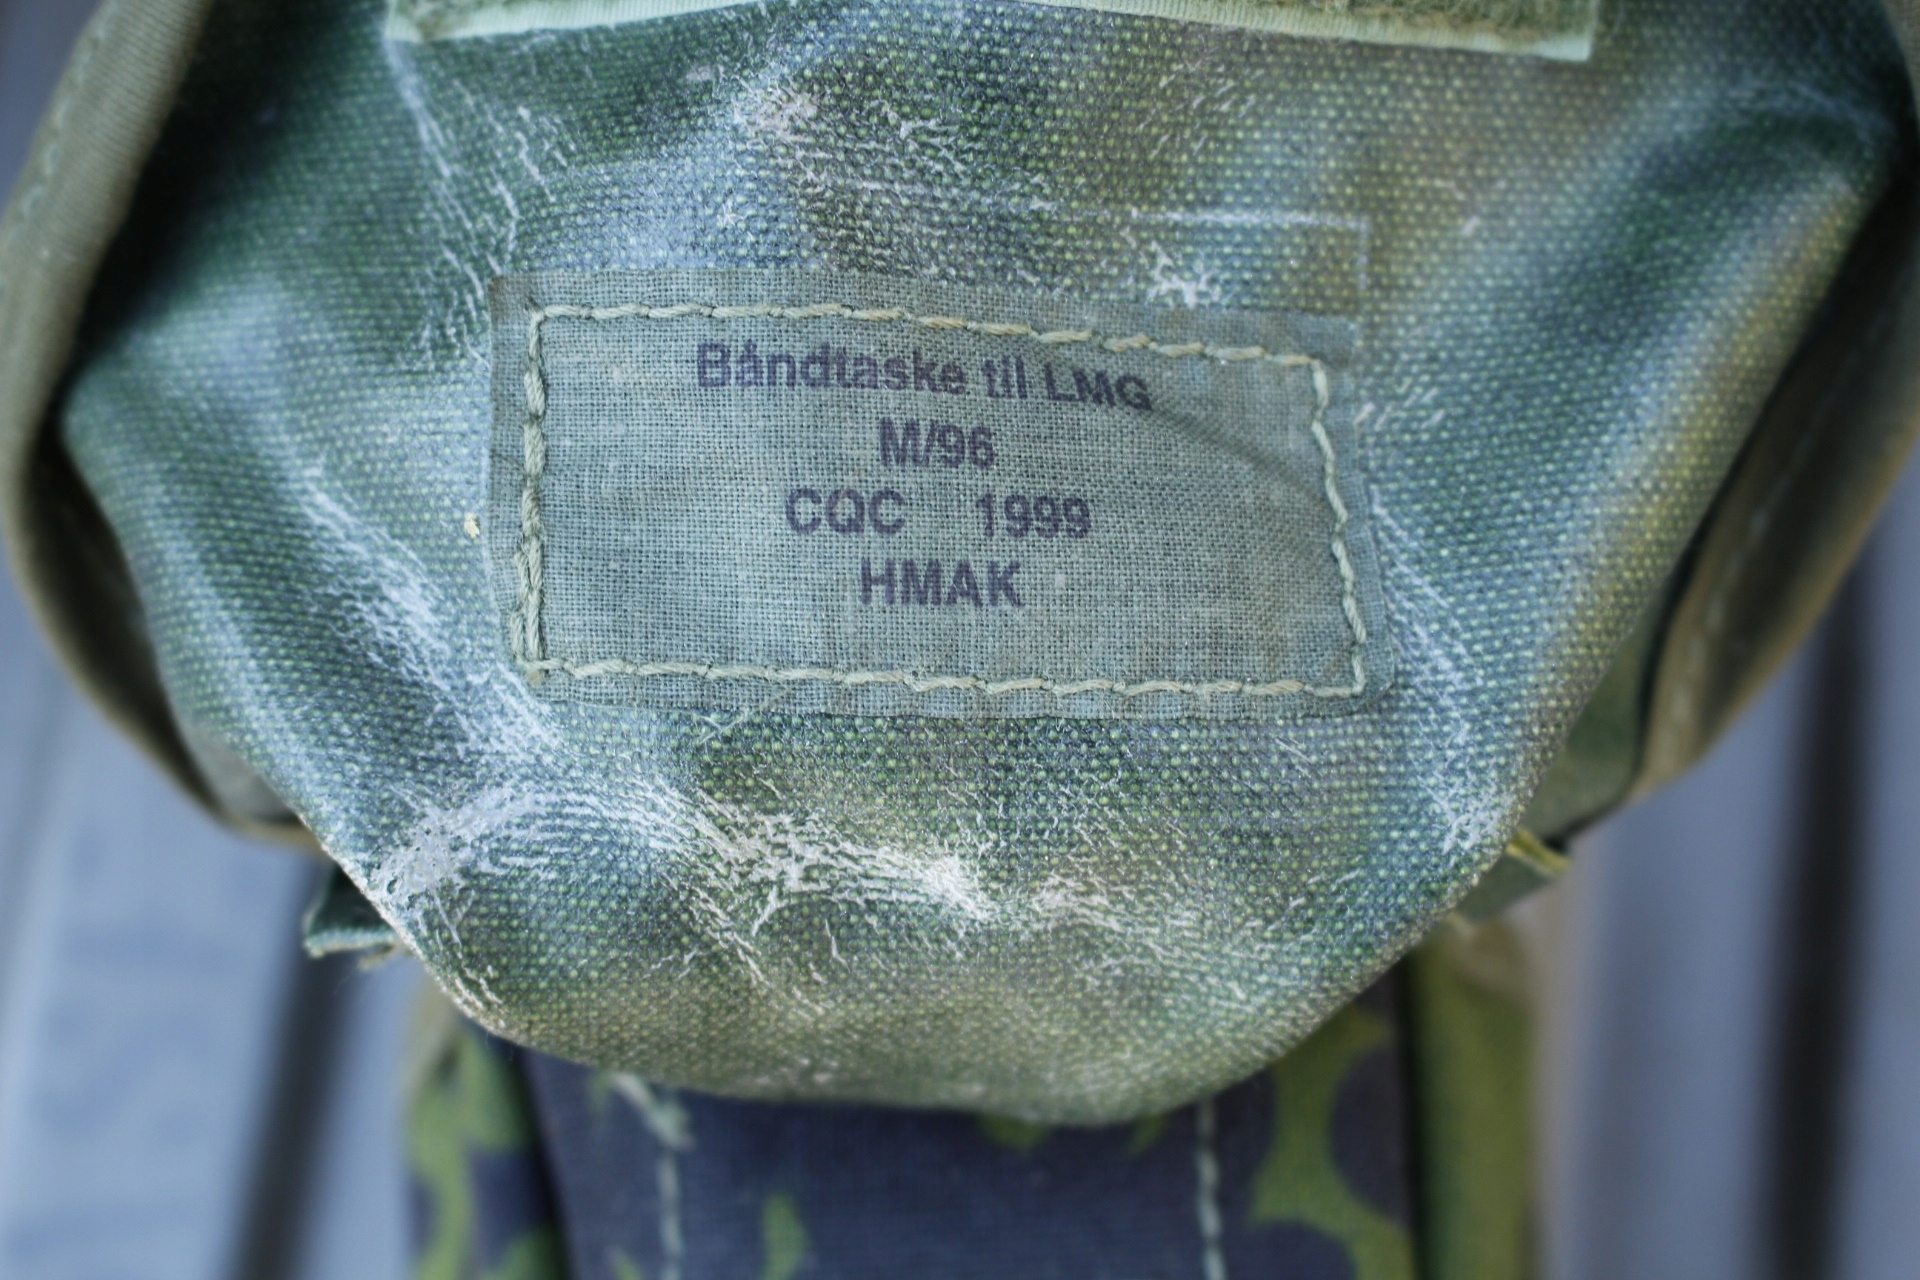 Båndtaske til LMG
M/96
CQC 1999
HMAK